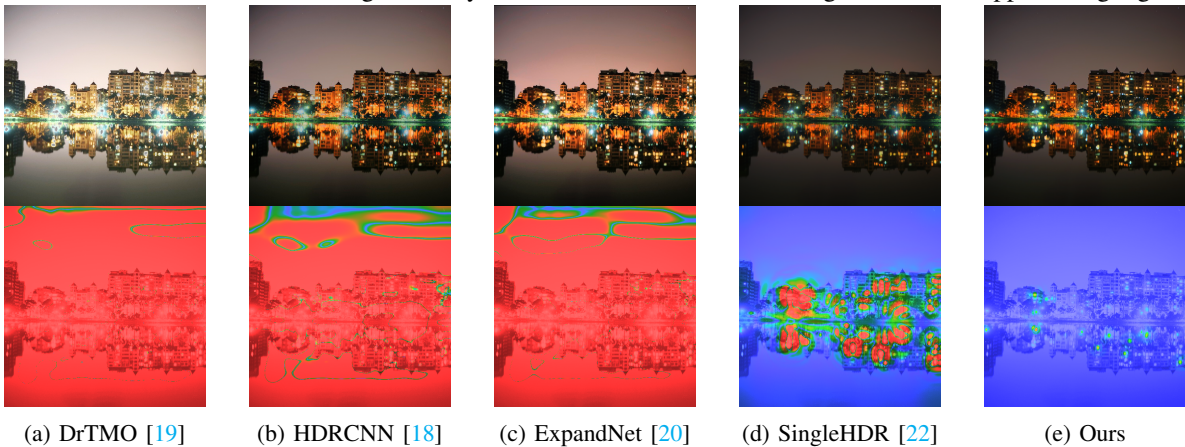 (a) DrTMO [19]
(b) HDRCNN [18]
(c) ExpandNet [20]
(d) SingleHDR [22]
(e) Ours